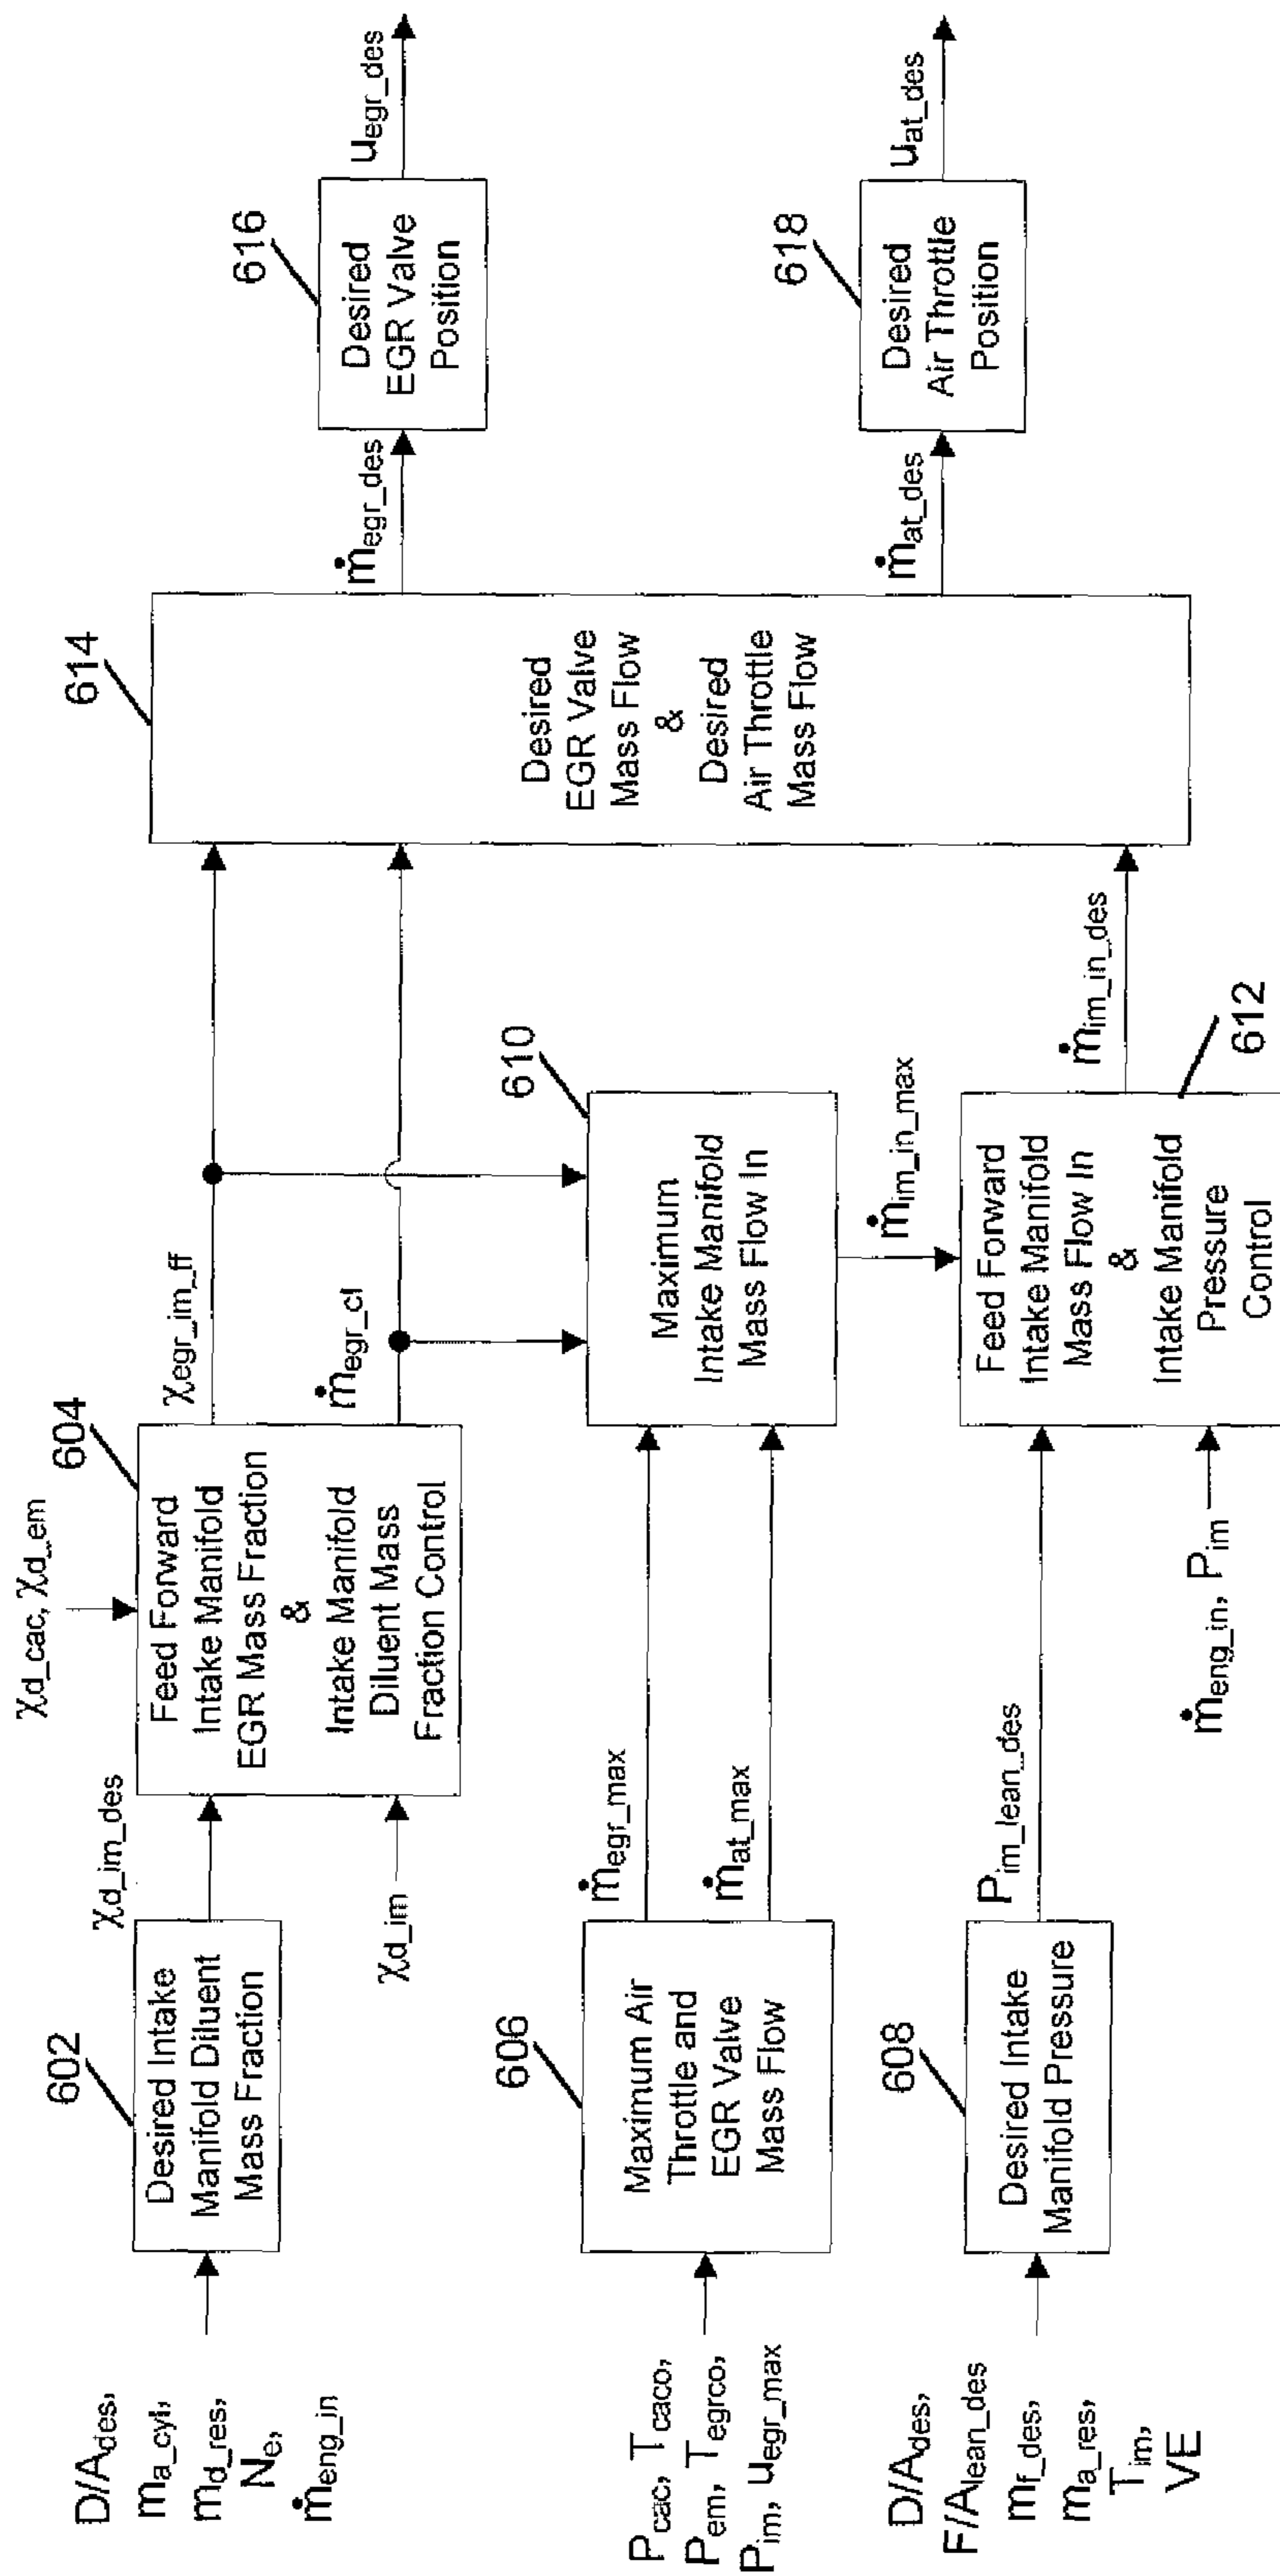 D/A_des,
m_a_cyl,
m_d_res,
N_e,
ṁ_eng_in
602
Desired Intake
Manifold Diluent
Mass Fraction
χ_d_im_des
χ_d_im
χ_d_cac, χ_d_em
604
Feed Forward
Intake Manifold
EGR Mass Fraction
&
Intake Manifold
Diluent Mass
Fraction Control
χ_egr_im_ff
ṁ_egr_cl
P_cac, T_caco,
P_em, T_egrco,
P_im, u_egr_max
606
Maximum Air
Throttle and
EGR Valve
Mass Flow
ṁ_egr_max
ṁ_at_max
610
Maximum
Intake Manifold
Mass Flow In
ṁ_im_in_max
D/A_des,
F/A_lean_des
m_f_des,
m_a_res,
T_im,
VE
608
Desired Intake
Manifold Pressure
P_im_lean_des
ṁ_eng_in, P_im
Feed Forward
Intake Manifold
Mass Flow In
&
Intake Manifold
Pressure
Control
612
ṁ_im_in_des
614
Desired
EGR Valve
Mass Flow
&
Desired
Air Throttle
Mass Flow
ṁ_egr_des
616
Desired
EGR Valve
Position
u_egr_des
ṁ_at_des
618
Desired
Air Throttle
Position
u_at_des